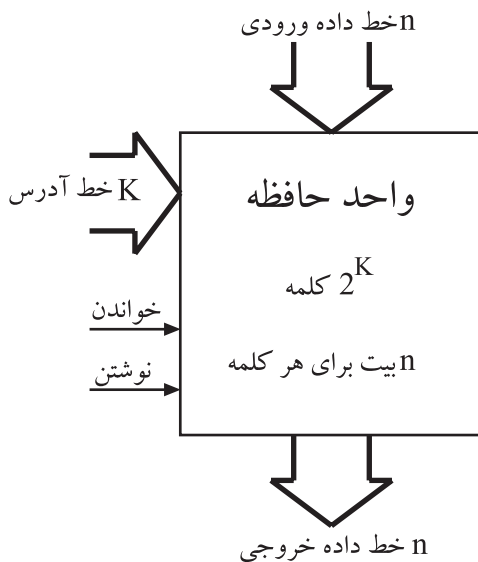 n خط داده ورودی
K خط آدرس
واحد حافظه
2^K کلمه
خواندن
نوشتن
n بیت برای هر کلمه
n خط داده خروجی